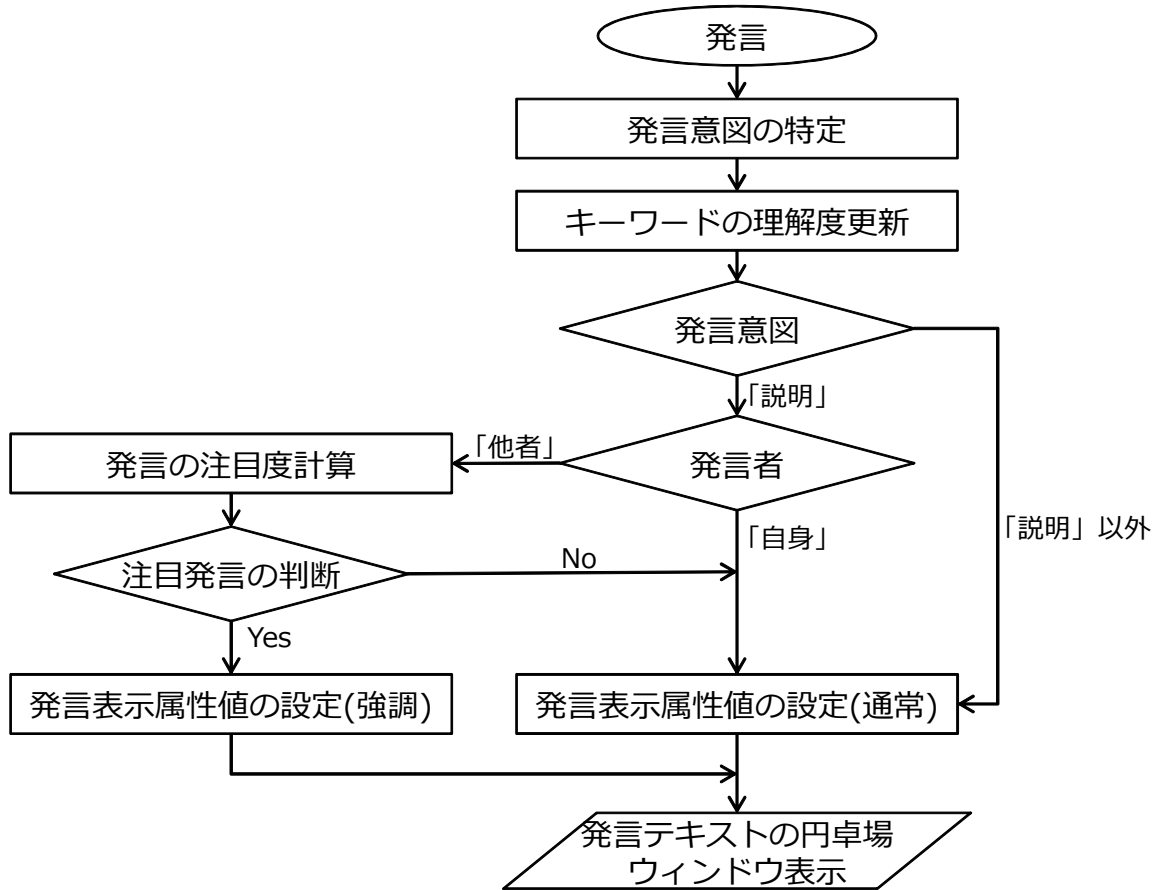 発言
発言意図の特定
キーワードの理解度更新
発言意図
「説明」
「他者」
発言の注目度計算
発言者
「自身」
「説明」以外
注目発言の判断
No
Yes
発言表示属性値の設定(強調)
発言表示属性値の設定(通常)
発言テキストの円卓場
ウィンドウ表示